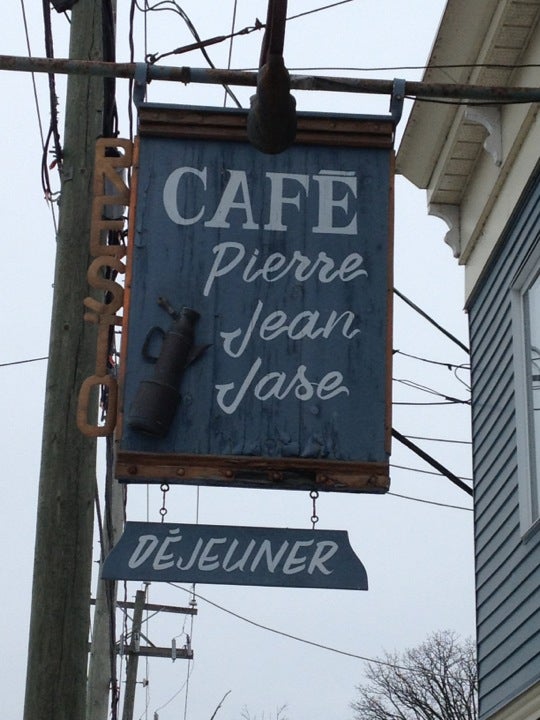 RESTO
CAFÉ
Pierre
Jean
Jase
DÉJEUNER